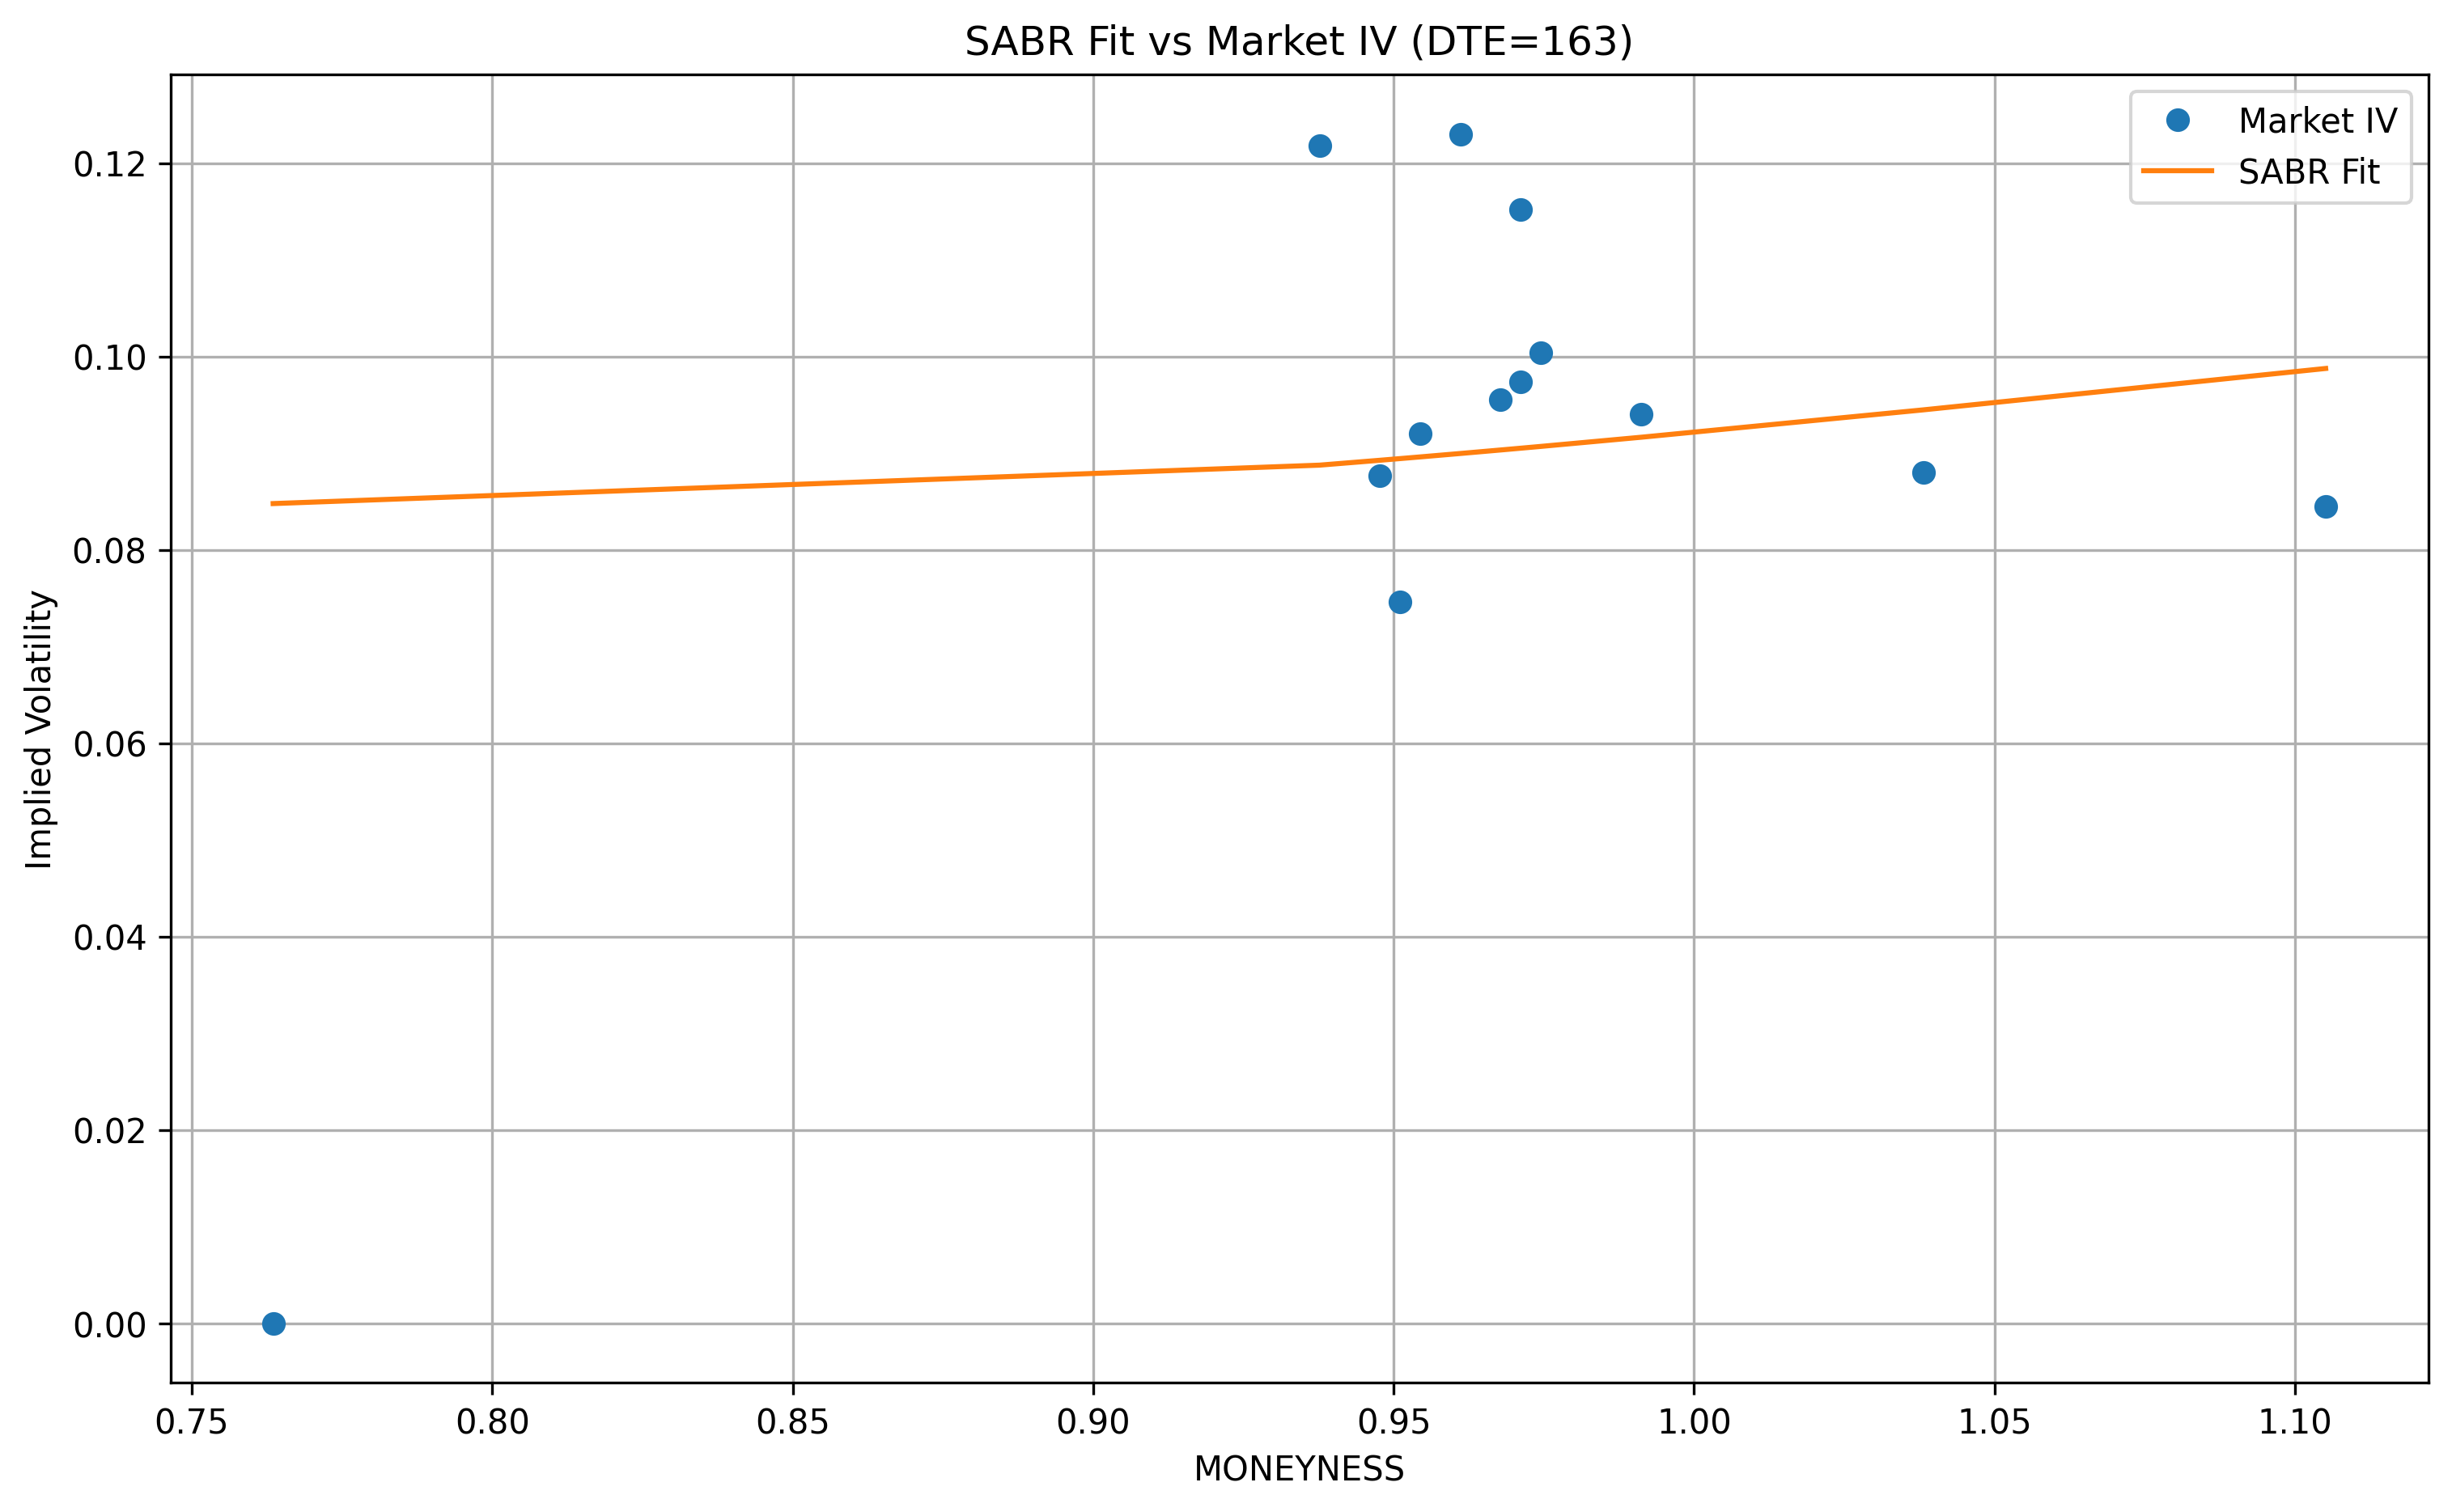 SABR Fit vs Market IV (DTE=163)
Market IV
SABR Fit
Implied Volatility
0.12
0.10
0.08
0.06
0.04
0.02
0.00
0.75 0.80 0.85 0.90 0.95 1.00 1.05 1.10
MONEYNESS